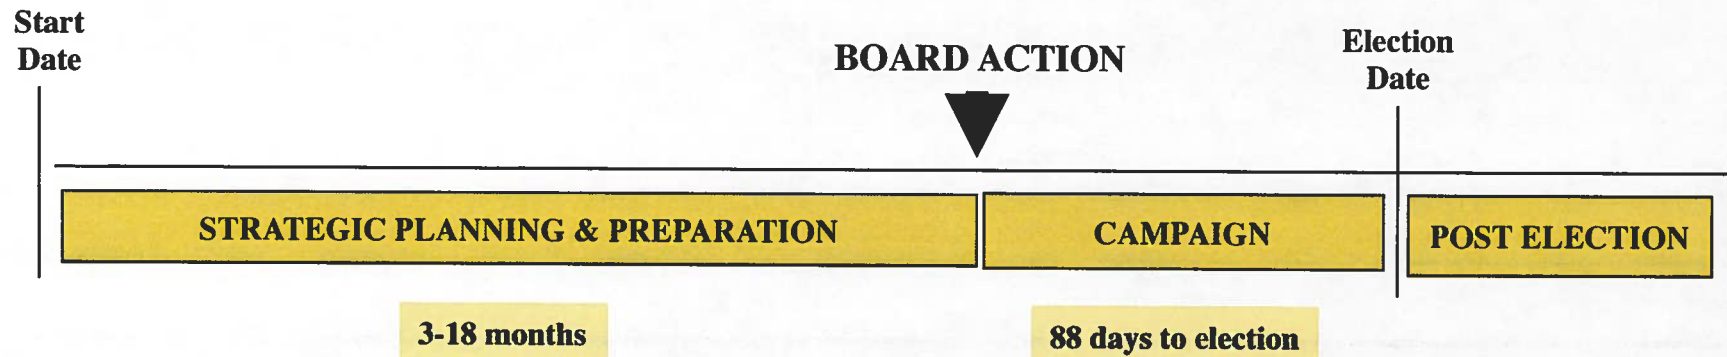 Start
Date
BOARD ACTION
Election
Date
STRATEGIC PLANNING & PREPARATION
CAMPAIGN
POST ELECTION
3-18 months
88 days to election